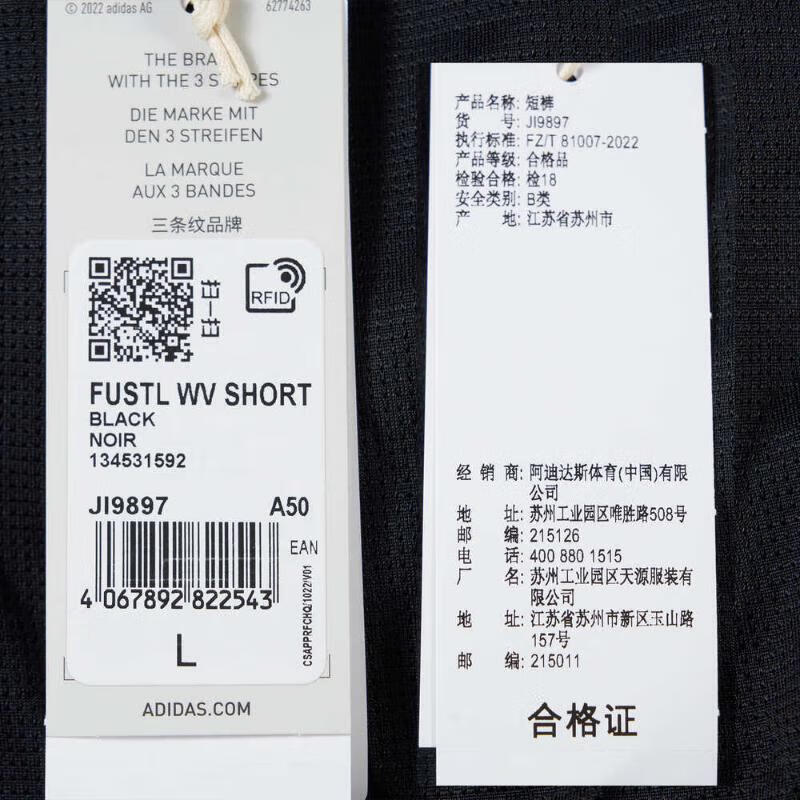 © 2022 adidas AG 62774263
THE BRA
WITH THE 3 ST PES
DIE MARKE MIT
DEN 3 STREIFEN
LA MARQUE
AUX 3 BANDES
三条纹品牌
扫一扫
RFID
FUSTL WV SHORT
BLACK
NOIR
134531592
JI9897 A50
EAN
4 067892 822543
CSAPPRFCHQ/1022/V01
L
ADIDAS.COM
产品名称: 短裤
货 号: JI9897
执行标准: FZ/T 81007-2022
产品等级: 合格品
检验合格: 检18
安全类别: B类
产 地: 江苏省苏州市
经 销 商: 阿迪达斯体育(中国)有限
公司
地 址: 苏州工业园区唯胜路508号
邮 编: 215126
电 话: 400 880 1515
厂 名: 苏州工业园区天源服装有
限公司
地 址: 江苏省苏州市新区玉山路
157号
邮 编: 215011
合格证